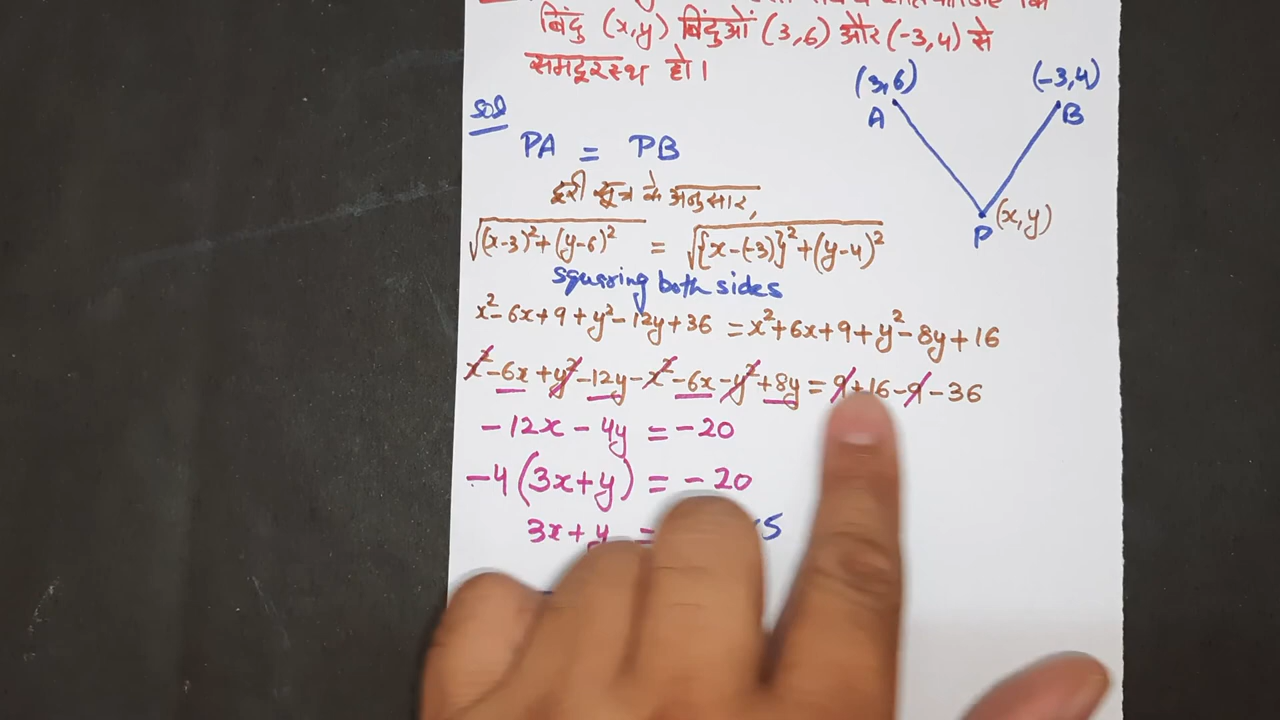 बिंदु (x,y) बिंदुओं (3,6) और (-3,4) से
समदूरस्थ हो।
(3,6)
(-3,4)
A
B
P
(x,y)
sol
PA = PB
दूरी सूत्र के अनुसार,
√(x-3)²+(y-6)² = √{x-(-3)}²+(y-4)²
squaring both sides
x²-6x+9+y²-12y+36 = x²+6x+9+y²-8y+16
x²-6x+y²-12y-x²-6x-y²+8y = 9+16-9-36
-12x-4y = -20
-4(3x+y) = -20
3x+y = 5